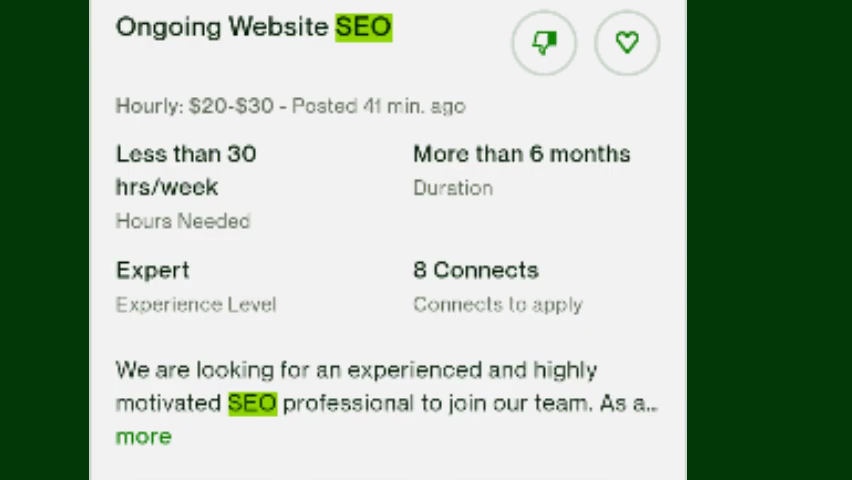 Ongoing Website SEO
Hourly: $20-$30 - Posted 41 min. ago
Less than 30
hrs/week
Hours Needed
More than 6 months
Duration
Expert
Experience Level
8 Connects
Connects to apply
We are looking for an experienced and highly
motivated SEO professional to join our team. As a...
more